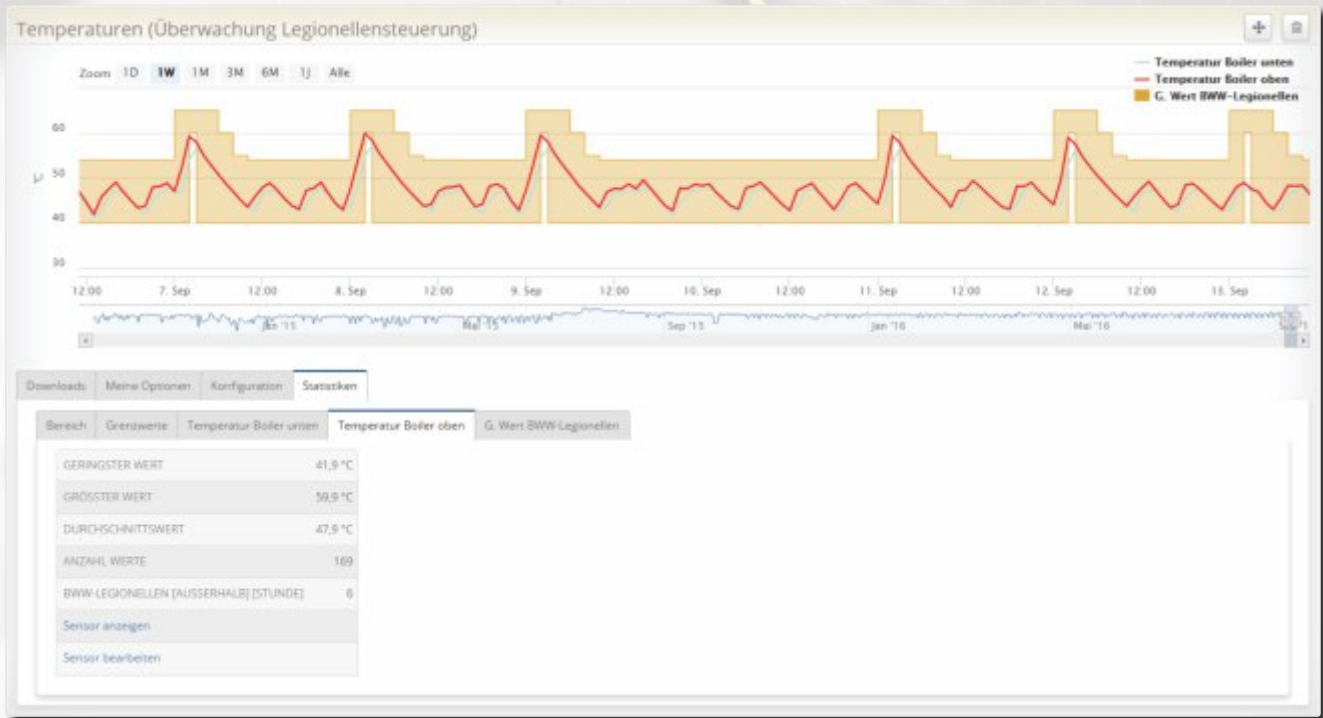 Temperaturen (Überwachung Legionellensteuerung)
Zoom 1D 1W 1M 3M 6M 1J Alle
Temperatur Boiler unten
Temperatur Boiler oben
G. Wert BWW-Legionellen
60
50
°C
40
30
12:00 7. Sep 12:00 8. Sep 12:00 9. Sep 12:00 10. Sep 12:00 11. Sep 12:00 12. Sep 12:00 13. Sep
Jan '15 Mai '15 Sep '15 Jan '16 Mai '16
Downloads Meine Optionen Konfiguration Statistiken
Bereich Grenzwerte Temperatur Boiler unten Temperatur Boiler oben G. Wert BWW-Legionellen
GERINGSTER WERT 41,9 °C
GRÖSSTER WERT 59,9 °C
DURCHSCHNITTSWERT 47,9 °C
ANZAHL WERTE 169
BWW-LEGIONELLEN [AUSSERHALB] [STUNDE] 6
Sensor anzeigen
Sensor bearbeiten